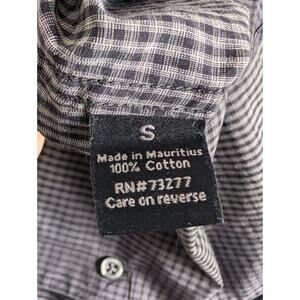 S
Made in Mauritius
100% Cotton
RN#73277
Care on reverse